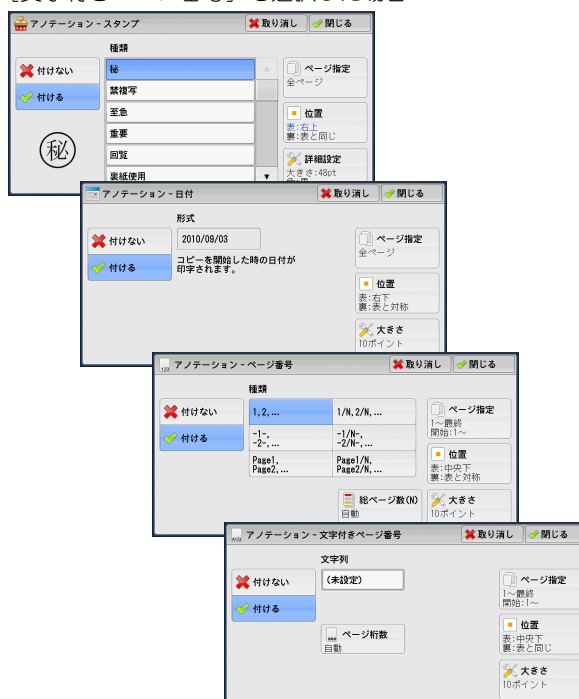 アノテーション - スタンプ
取り消し
閉じる
種類
付けない
付ける
秘
禁複写
至急
重要
回覧
裏紙使用
ページ指定
全ページ
位置
表:右上
裏:表と同じ
詳細設定
大きさ:48pt
㊙
アノテーション - 日付
取り消し
閉じる
形式
付けない
付ける
2010/09/03
コピーを開始した時の日付が
印字されます。
ページ指定
全ページ
位置
表:右下
裏:表と対称
大きさ
10ポイント
アノテーション - ページ番号
取り消し
閉じる
種類
付けない
付ける
1,2,...
1/N,2/N,...
-1-,
-2-,...
-1/N-,
-2/N-,...
Page1,
Page2,...
Page1/N,
Page2/N,...
総ページ数(N)
自動
ページ指定
1～最終
開始:1～
位置
表:中央下
裏:表と対称
大きさ
10ポイント
アノテーション - 文字付きページ番号
取り消し
閉じる
文字列
付けない
付ける
(未設定)
ページ桁数
自動
ページ指定
1～最終
開始:1～
位置
表:中央下
裏:表と同じ
大きさ
10ポイント